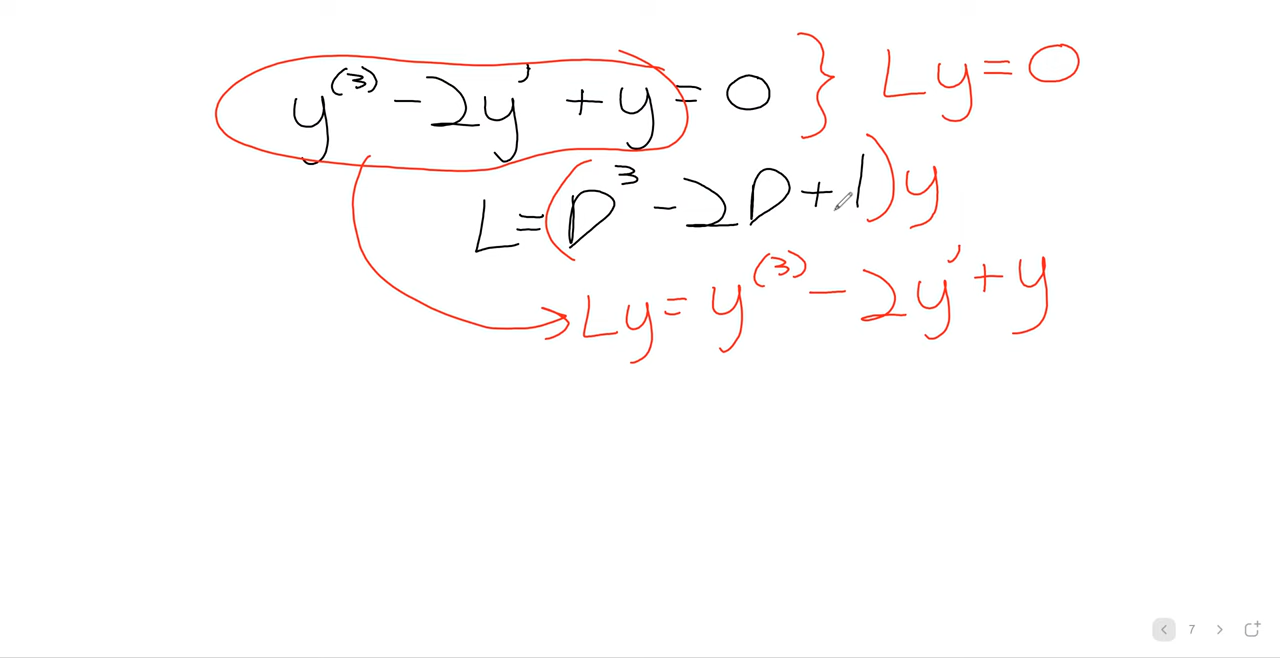 y^(3) - 2y' + y = 0 } Ly = 0
L = (D^3 - 2D + 1)y
Ly = y^(3) - 2y' + y
7